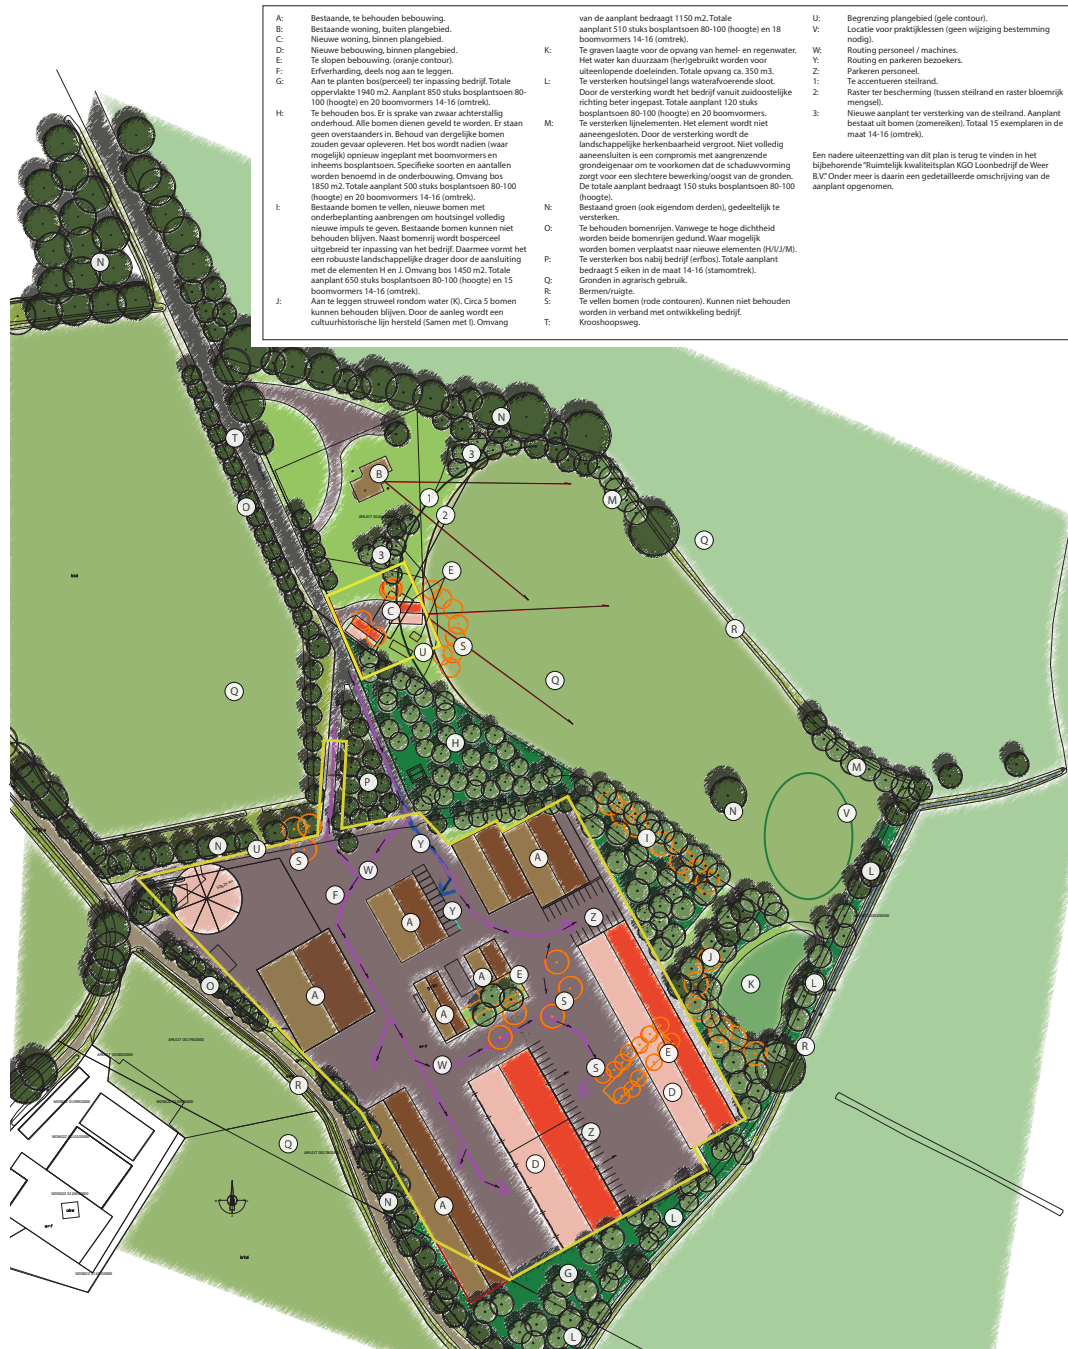 A: Bestaande, te behouden bebouwing.
B: Bestaande woning, buiten plangebied.
C: Nieuwe woning, binnen plangebied.
D: Nieuwe bebouwing, binnen plangebied.
E: Te slopen bebouwing. (oranje contour).
F: Erfverharding, deels nog aan te leggen.
G: Aan te planten bos(perceel) ter inpassing bedrijf. Totale
oppervlakte 1940 m2. Aanplant 850 stuks bosplantsoen 80-
100 (hoogte) en 20 boomvormers 14-16 (omtrek).
H: Te behouden bos. Er is sprake van zwaar achterstallig
onderhoud. Alle bomen dienen geveld te worden. Er staan
geen overstaanders in. Behoud van dergelijke bomen
zouden gevaar opleveren. Het bos wordt nadien (waar
mogelijk) opnieuw ingeplant met boomvormers en
inheems bosplantsoen. Specifieke soorten en aantallen
worden benoemd in de onderbouwing. Omvang bos
1850 m2. Totale aanplant 500 stuks bosplantsoen 80-100
(hoogte) en 20 boomvormers 14-16 (omtrek).
I: Bestaande bomen te vellen, nieuwe bomen met
onderbeplanting aanbrengen om houtsingel volledig
nieuwe impuls te geven. Bestaande bomen kunnen niet
behouden blijven. Naast bomenrij wordt bosperceel
uitgebreid ter inpassing van het bedrijf. Daarmee vormt het
een robuuste landschappelijke drager door de aansluiting
met de elementen H en J. Omvang bos 1450 m2. Totale
aanplant 650 stuks bosplantsoen 80-100 (hoogte) en 15
boomvormers 14-16 (omtrek).
J: Aan te leggen struweel rondom water (K). Circa 5 bomen
kunnen behouden blijven. Door de aanleg wordt een
cultuurhistorische lijn hersteld (Samen met I). Omvang
van de aanplant bedraagt 1150 m2. Totale
aanplant 510 stuks bosplantsoen 80-100 (hoogte) en 18
boomvormers 14-16 (omtrek).
K: Te graven laagte voor de opvang van hemel- en regenwater.
Het water kan duurzaam (her)gebruikt worden voor
uiteenlopende doeleinden. Totale opvang ca. 350 m3.
L: Te versterken houtsingel langs waterafvoerende sloot.
Door de versterking wordt het bedrijf vanuit zuidoostelijke
richting beter ingepast. Totale aanplant 120 stuks
bosplantsoen 80-100 (hoogte) en 20 boomvormers.
M: Te versterken lijnelementen. Het element wordt niet
aaneengesloten. Door de versterking wordt de
landschappelijke herkenbaarheid vergroot. Niet volledig
aaneensluiten is een compromis met aangrenzende
grondeigenaar om te voorkomen dat de schaduwvorming
zorgt voor een slechtere bewerking/oogst van de gronden.
De totale aanplant bedraagt 150 stuks bosplantsoen 80-100
(hoogte).
N: Bestaand groen (ook eigendom derden), gedeeltelijk te
versterken.
O: Te behouden bomenrijen. Vanwege te hoge dichtheid
worden beide bomenrijen gedund. Waar mogelijk
worden bomen verplaatst naar nieuwe elementen (H/I/J/M).
P: Te versterken bos nabij bedrijf (erfbos). Totale aanplant
bedraagt 5 eiken in de maat 14-16 (stamomtrek).
Q: Gronden in agrarisch gebruik.
R: Bermen/ruigte.
S: Te vellen bomen (rode contouren). Kunnen niet behouden
worden in verband met ontwikkeling bedrijf.
T: Krooshoopsweg.
U: Begrenzing plangebied (gele contour).
V: Locatie voor praktijklessen (geen wijziging bestemming
nodig).
W: Routing personeel / machines.
Y: Routing en parkeren bezoekers.
Z: Parkeren personeel.
1: Te accentueren steilrand.
2: Raster ter bescherming (tussen steilrand en raster bloemrijk
mengsel).
3: Nieuwe aanplant ter versterking van de steilrand. Aanplant
bestaat uit bomen (zomereiken). Totaal 15 exemplaren in de
maat 14-16 (omtrek).
Een nadere uiteenzetting van dit plan is terug te vinden in het
bijbehorende "Ruimtelijk kwaliteitsplan KGO Loonbedrijf de Weer
B.V." Onder meer is daarin een gedetailleerde omschrijving van de
aanplant opgenomen.
N
N
T
3
B
1
M
O
2
Q
3
E
C
R
S
U
Q
Q
H
M
P
N
V
I
N
U
Y
S
W
A
L
F
Y
A
Z
J
A
E
O
K
L
A
A
S
R
E
W
S
R
D
Z
Q
D
N
A
L
G
L
erf
erf